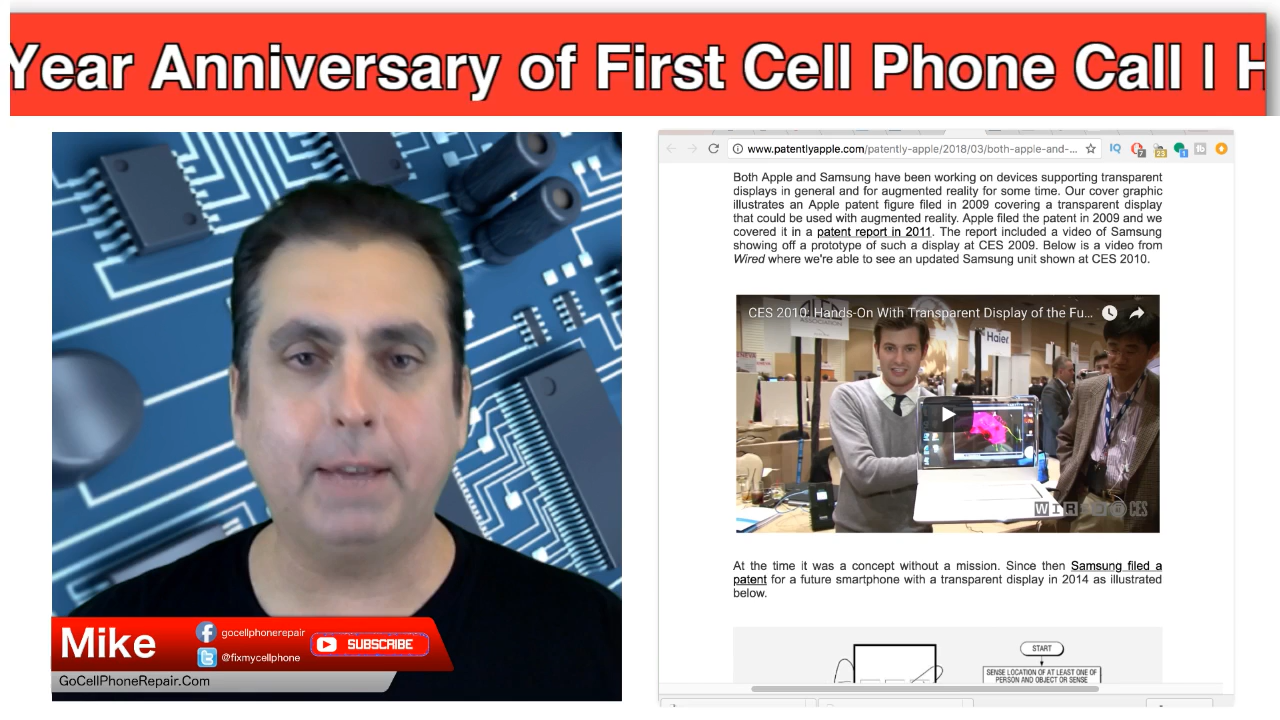 Year Anniversary of First Cell Phone Call | H
www.patentlyapple.com/patently-apple/2018/03/both-apple-and-...
IQ
7
23
1
Both Apple and Samsung have been working on devices supporting transparent
displays in general and for augmented reality for some time. Our cover graphic
illustrates an Apple patent figure filed in 2009 covering a transparent display
that could be used with augmented reality. Apple filed the patent in 2009 and we
covered it in a patent report in 2011. The report included a video of Samsung
showing off a prototype of such a display at CES 2009. Below is a video from
Wired where we're able to see an updated Samsung unit shown at CES 2010.
CES 2010: Hands-On With Transparent Display of the Fu...
Haier
WIRED CES
At the time it was a concept without a mission. Since then Samsung filed a
patent for a future smartphone with a transparent display in 2014 as illustrated
below.
START
SENSE LOCATION OF AT LEAST ONE OF
PERSON AND OBJECT OR SENSE
Mike
gocellphonerepair
@fixmycellphone
SUBSCRIBE
GoCellPhoneRepair.Com